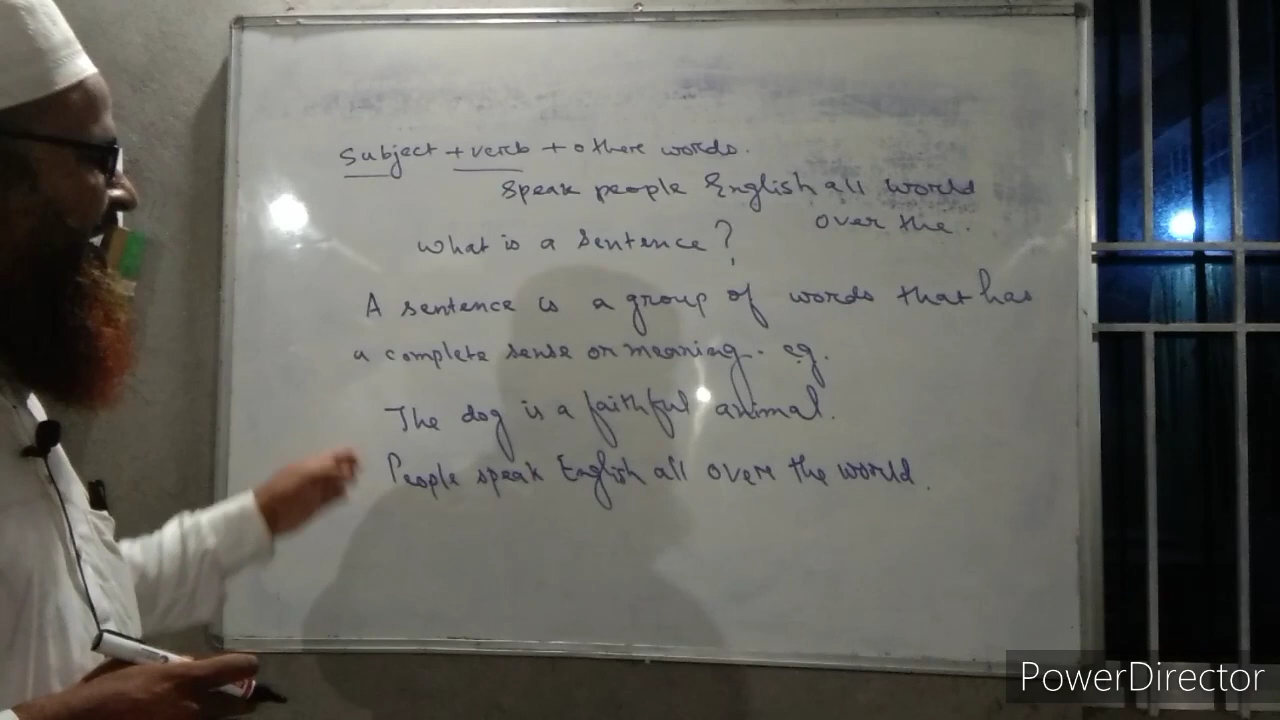 Subject + verb + othere words.
Speak people English all world
over the.
what is a sentence?
A sentence is a group of words that has
a complete sense or meaning. eg.
The dog is a faithful animal.
People speak English all over the world.
PowerDirector